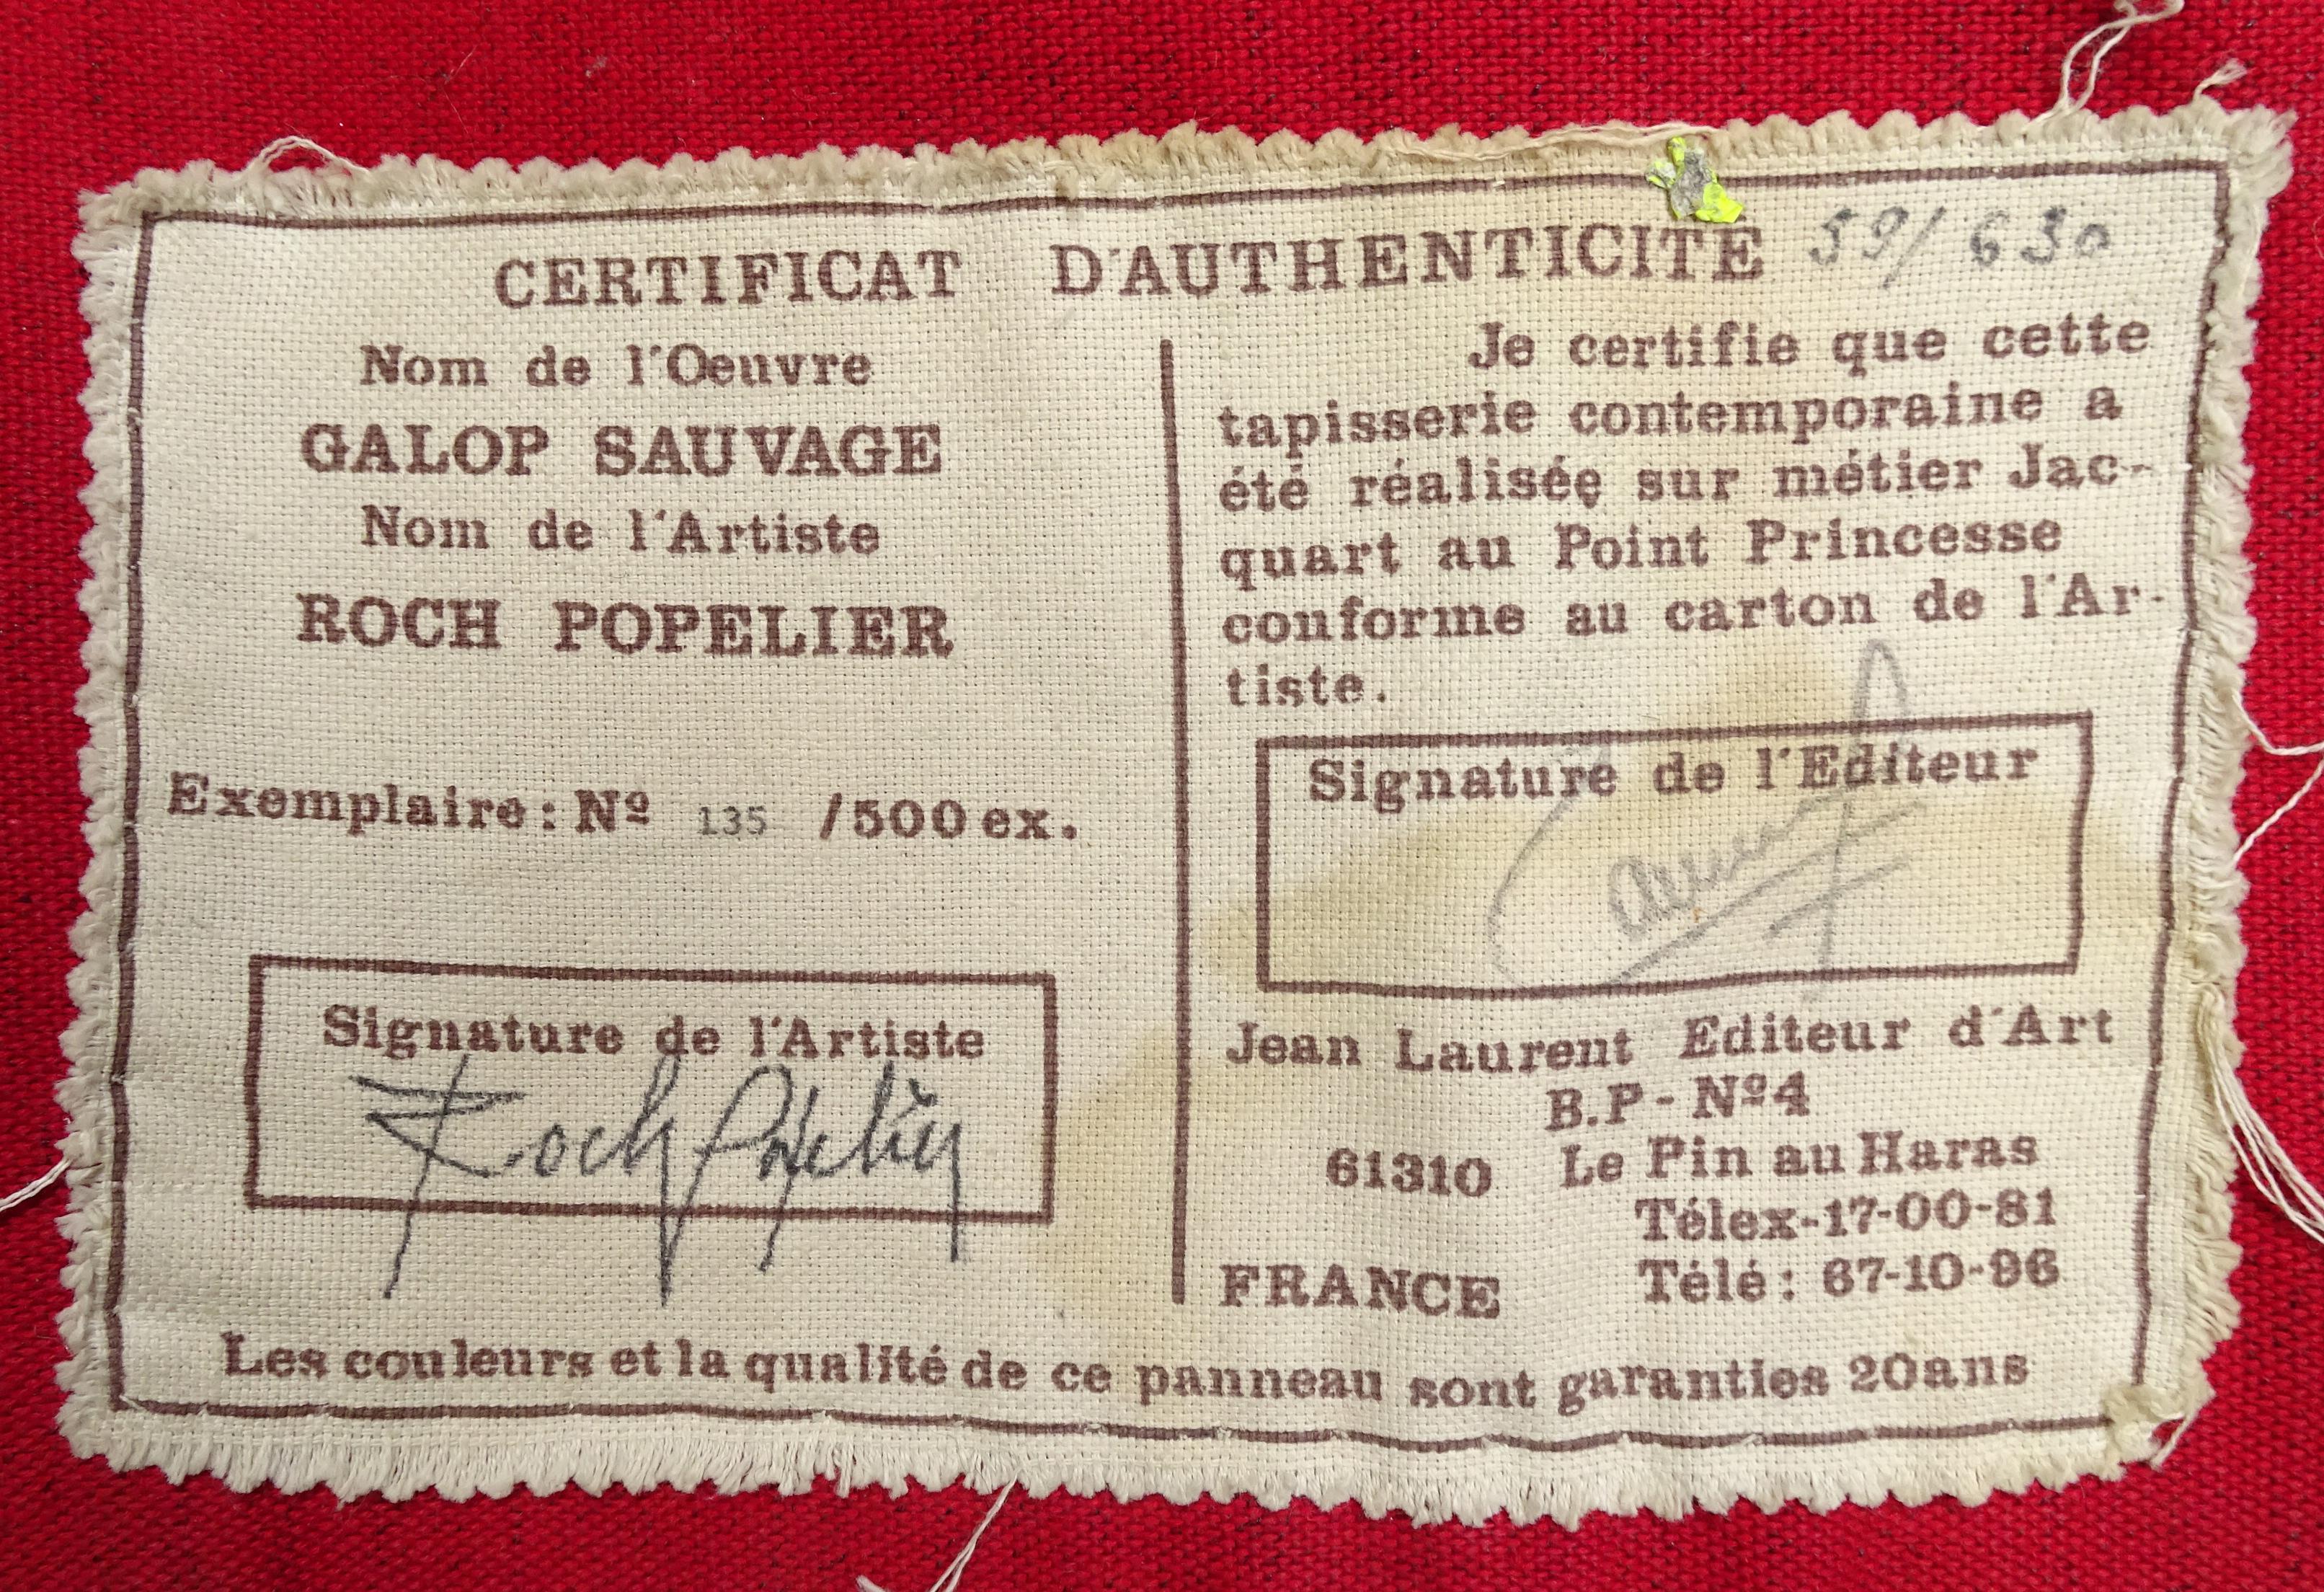 CERTIFICAT D'AUTHENTICITE 59/630
Nom de l'Oeuvre
GALOP SAUVAGE
Nom de l'Artiste
ROCH POPELIER
Exemplaire: Nº 135 /500 ex.
Signature de l'Artiste
Roch Popelier
Je certifie que cette
tapisserie contemporaine a
été réalisée sur métier Jac-
quart au Point Princesse
conforme au carton de l'Ar-
tiste.
Signature de l'Editeur
Jean Laurent Editeur d'Art
B.P - Nº4
61310 Le Pin au Haras
Télex-17-00-81
FRANCE Télé: 67-10-96
Les couleurs et la qualité de ce panneau sont garanties 20ans